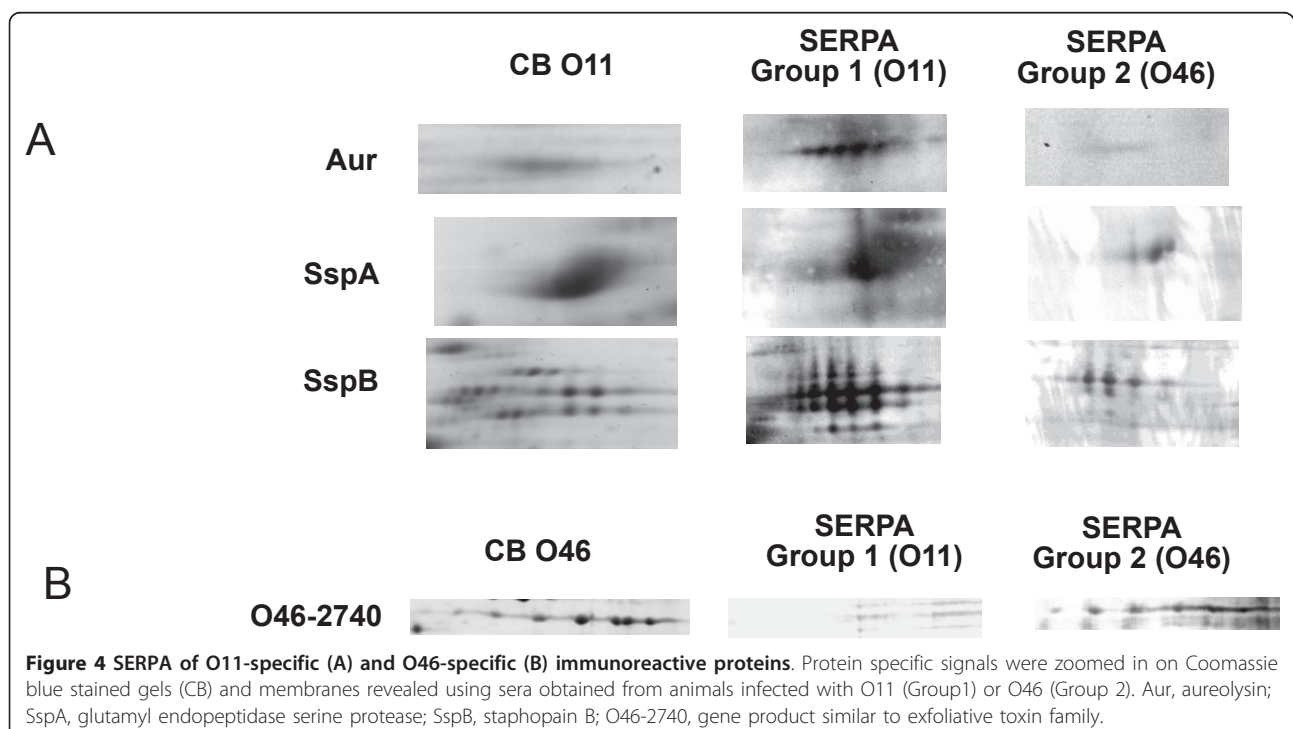 CB O11
SERPA
Group 1 (O11)
SERPA
Group 2 (O46)
A
Aur
SspA
SspB
CB O46
SERPA
Group 1 (O11)
SERPA
Group 2 (O46)
B
O46-2740
Figure 4 SERPA of O11-specific (A) and O46-specific (B) immunoreactive proteins. Protein specific signals were zoomed in on Coomassie
blue stained gels (CB) and membranes revealed using sera obtained from animals infected with O11 (Group1) or O46 (Group 2). Aur, aureolysin;
SspA, glutamyl endopeptidase serine protease; SspB, staphopain B; O46-2740, gene product similar to exfoliative toxin family.